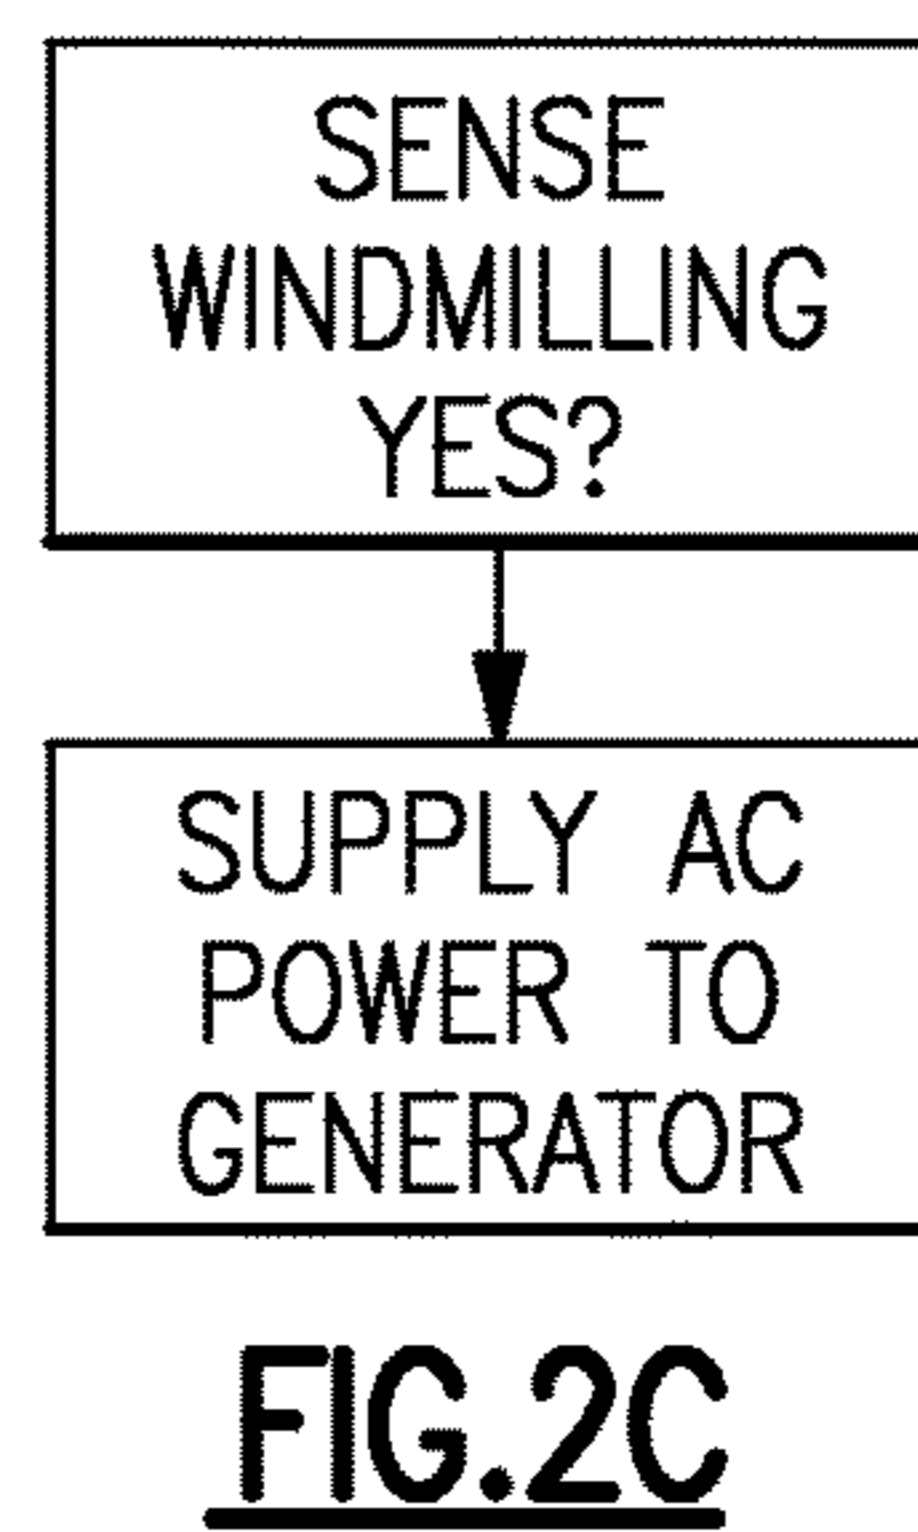 SENSE
WINDMILLING
YES?
SUPPLY AC
POWER TO
GENERATOR
FIG.2C